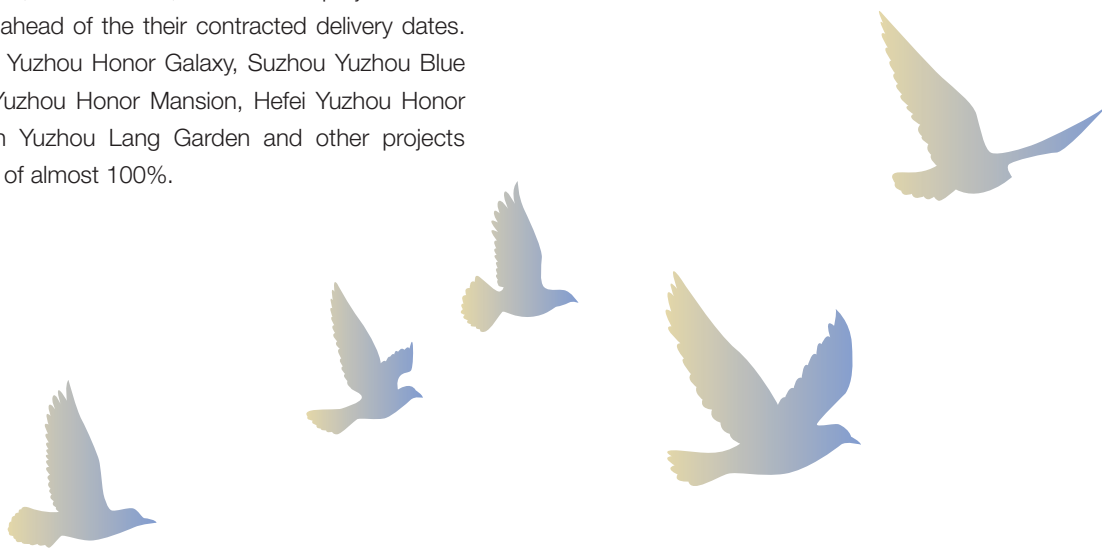 ahead of the their contracted delivery dates.
Yuzhou Honor Galaxy, Suzhou Yuzhou Blue
Yuzhou Honor Mansion, Hefei Yuzhou Honor
Yuzhou Lang Garden and other projects
of almost 100%.